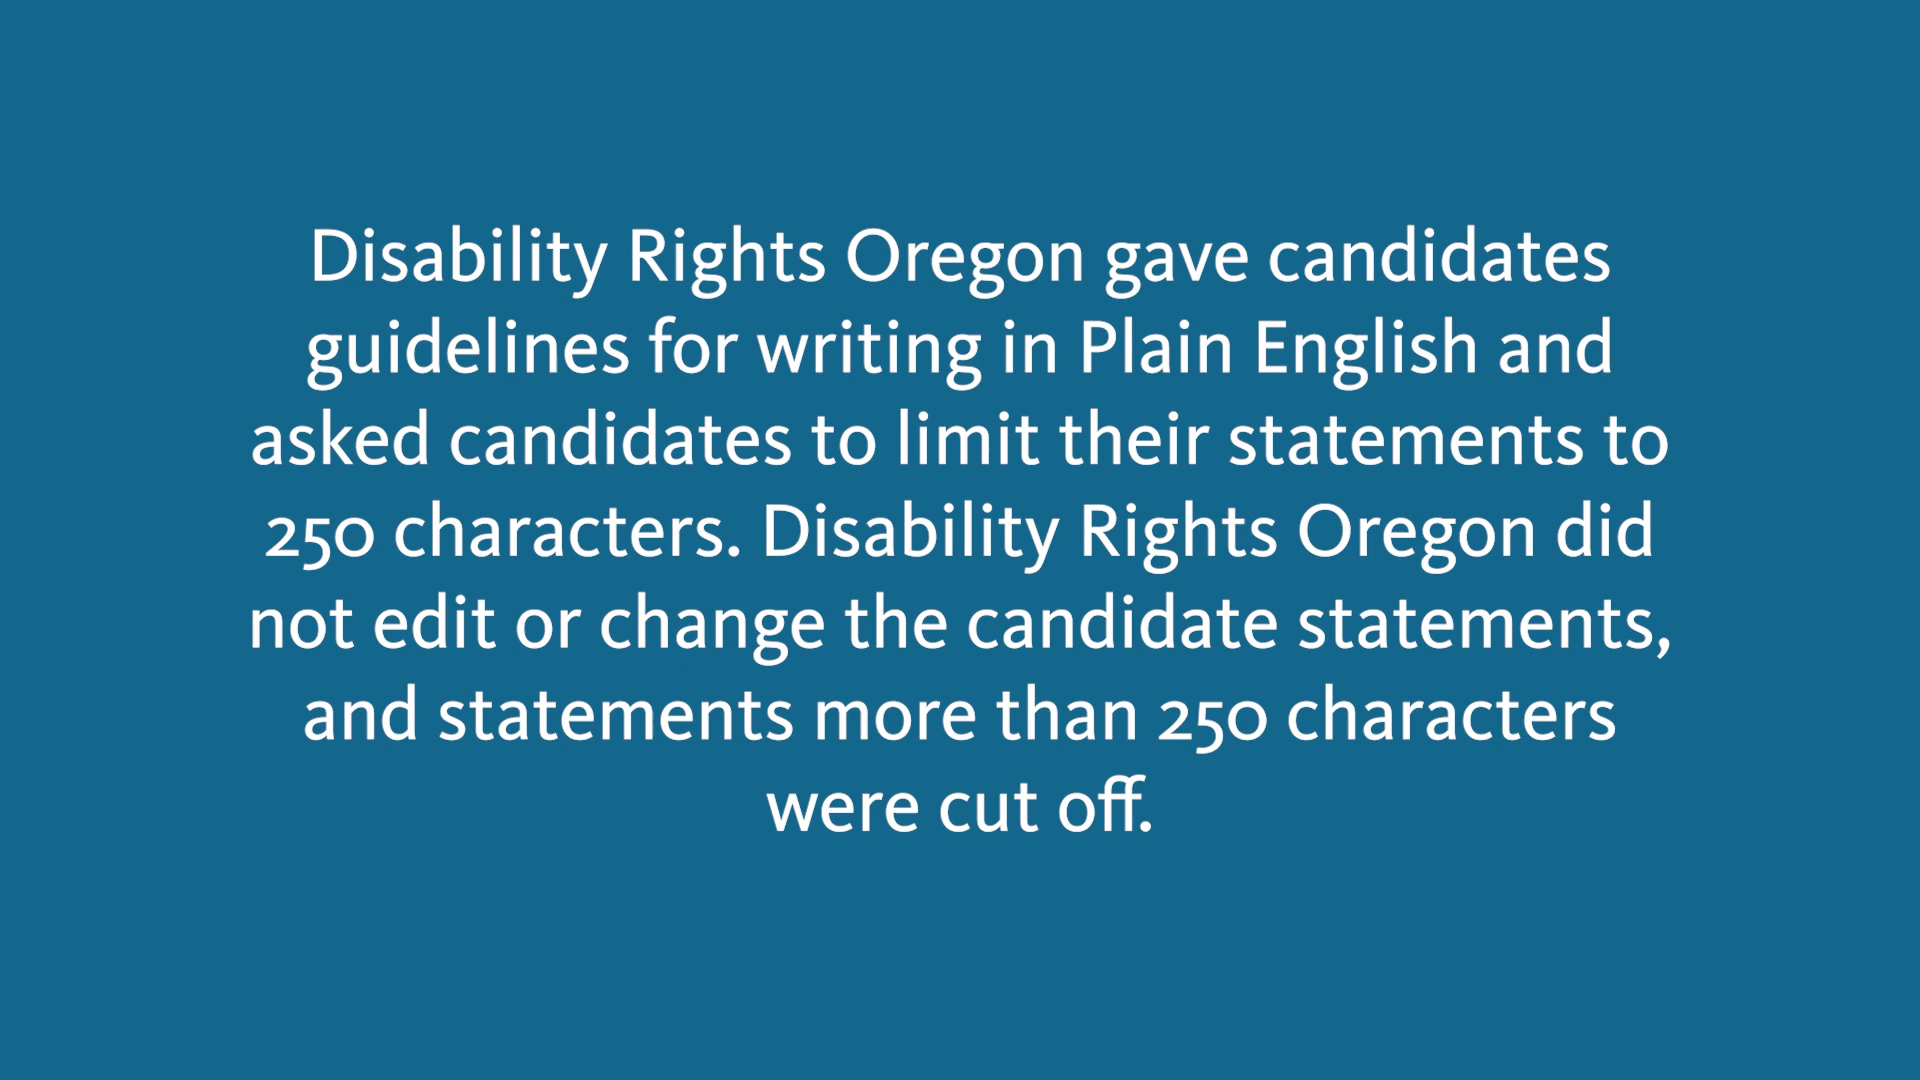 Disability Rights Oregon gave candidates
guidelines for writing in Plain English and
asked candidates to limit their statements to
250 characters. Disability Rights Oregon did
not edit or change the candidate statements,
and statements more than 250 characters
were cut off.